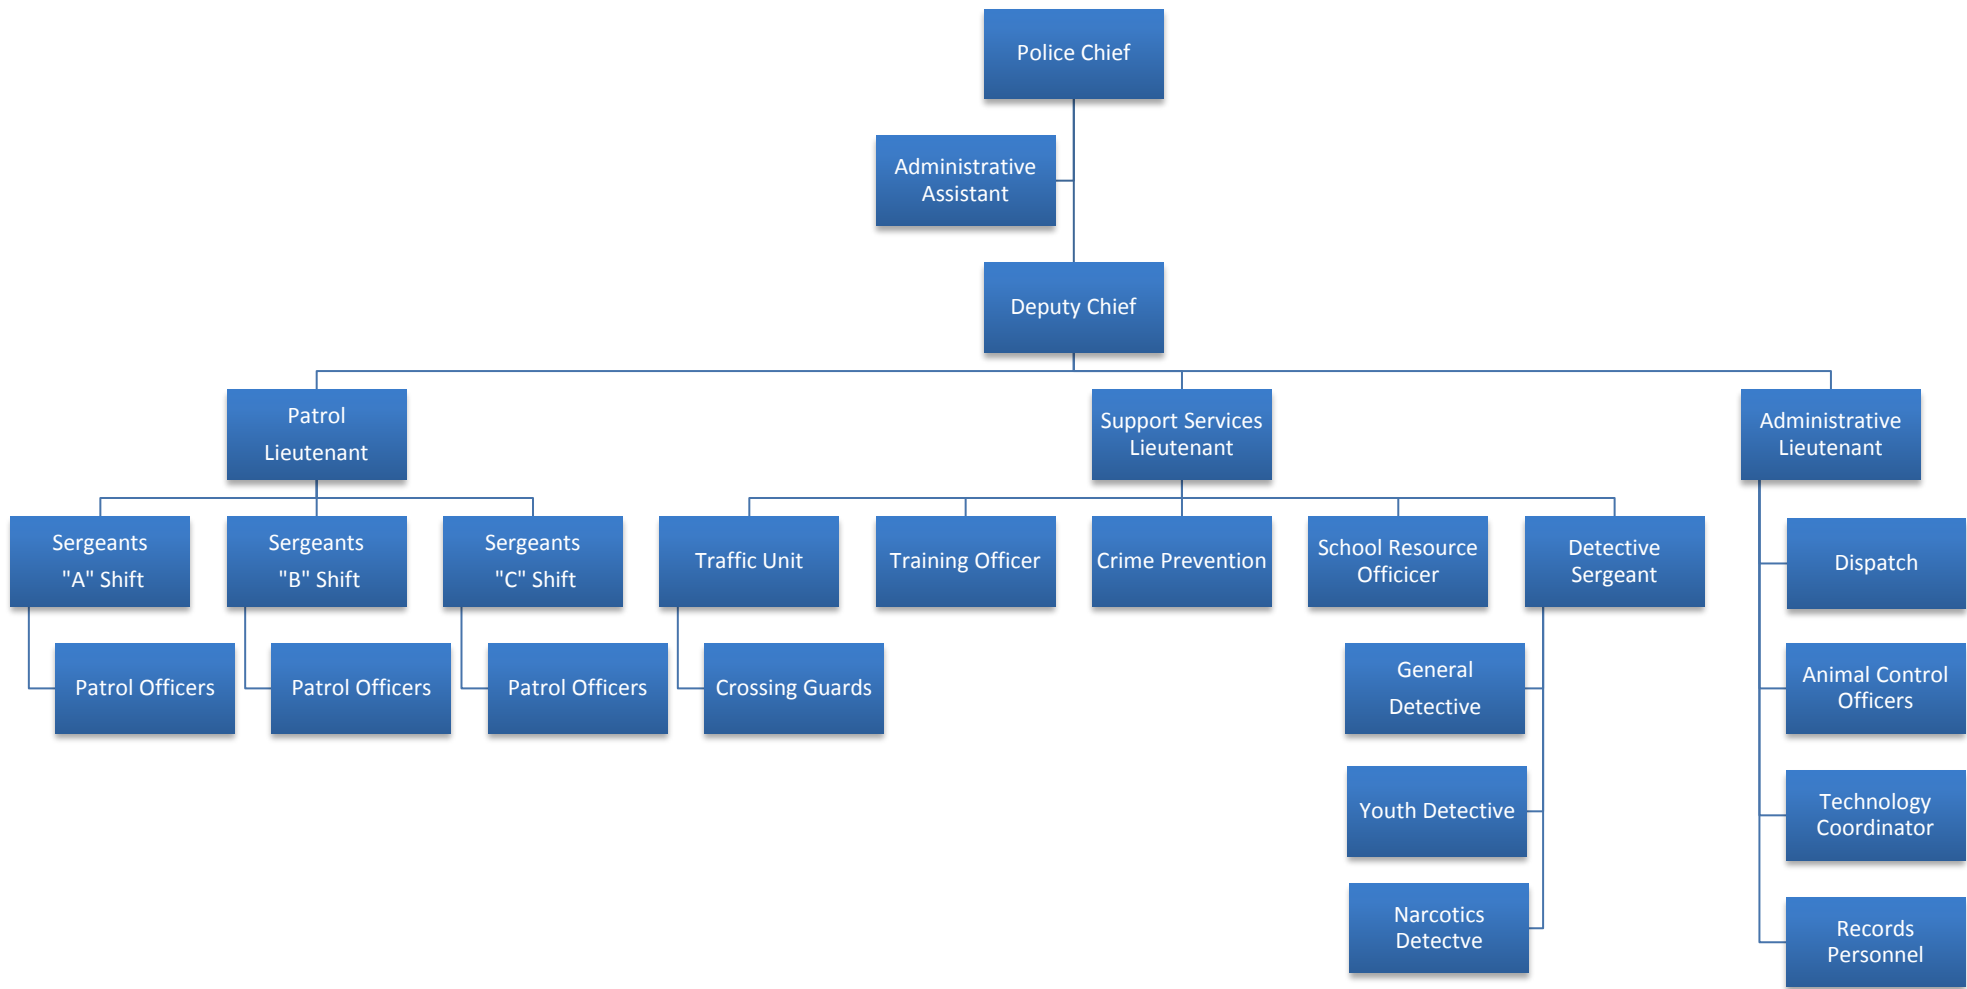 Police Chief
Administrative
Assistant
Deputy Chief
Patrol
Lieutenant
Support Services
Lieutenant
Administrative
Lieutenant
Sergeants
"A" Shift
Sergeants
"B" Shift
Sergeants
"C" Shift
Traffic Unit
Training Officer
Crime Prevention
School Resource
Officicer
Detective
Sergeant
Dispatch
Patrol Officers
Patrol Officers
Patrol Officers
Crossing Guards
General
Detective
Animal Control
Officers
Youth Detective
Technology
Coordinator
Narcotics
Detectve
Records
Personnel